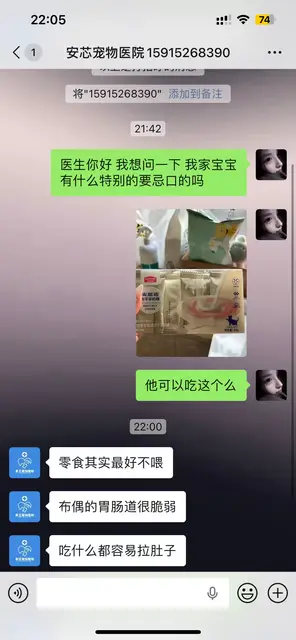 22:05
74
1
安芯宠物医院15915268390
将"15915268390" 添加到备注
21:42
医生你好 我想问一下 我家宝宝
有什么特别的要忌口的吗
他可以吃这个么
22:00
零食其实最好不喂
布偶的胃肠道很脆弱
吃什么都容易拉肚子